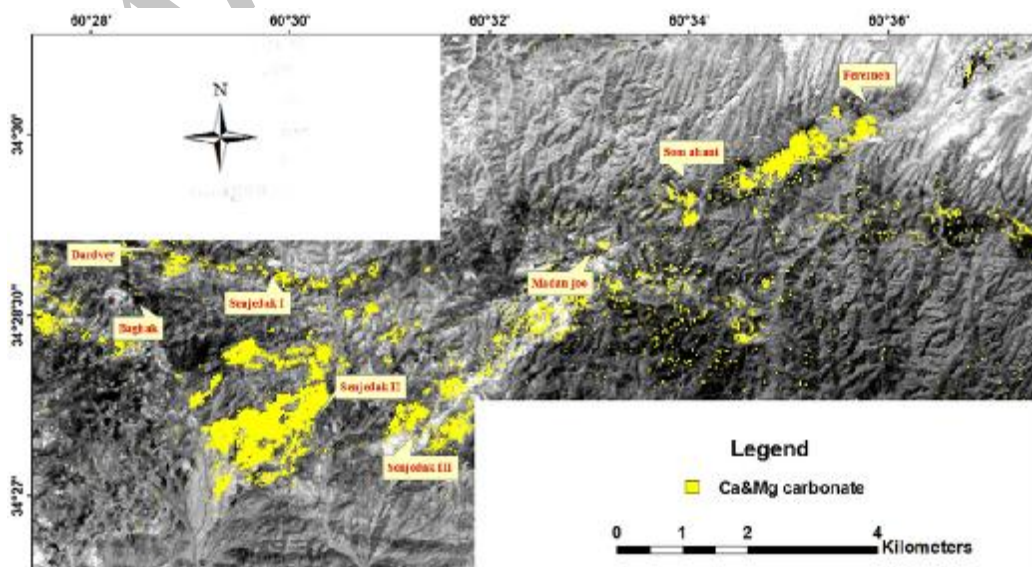 60°28' 60°30' 60°32' 60°34' 60°36'
34°30'
34°28'30"
34°27'
N
Feremeh
Som ahani
Dardvey
Madan joo
Senjedak I
Baghak
Senjedak II
Senjedak III
Legend
Ca&Mg carbonate
0 1 2 4
Kilometers